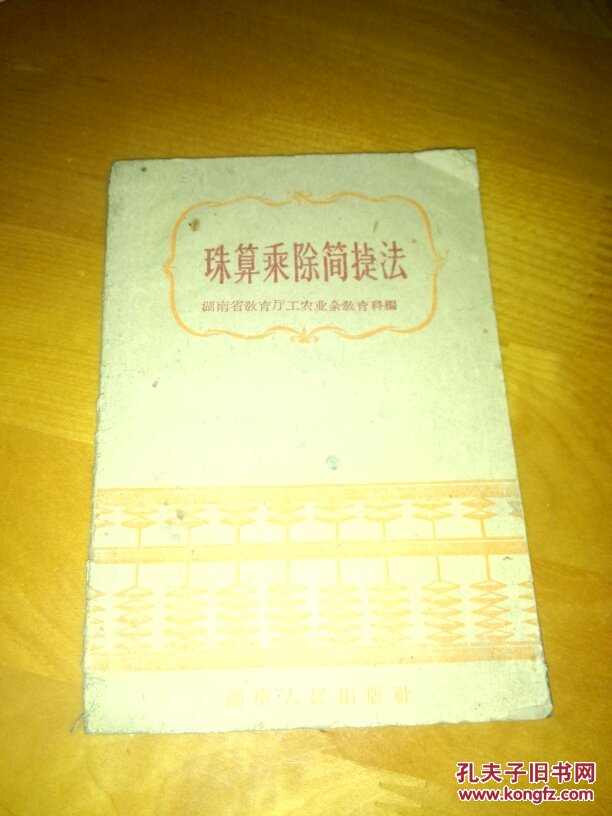 珠算乘除简捷法
湖南省教育厅工农业余教育科編
湖南人民出版社
孔夫子旧书网
www.kongfz.com